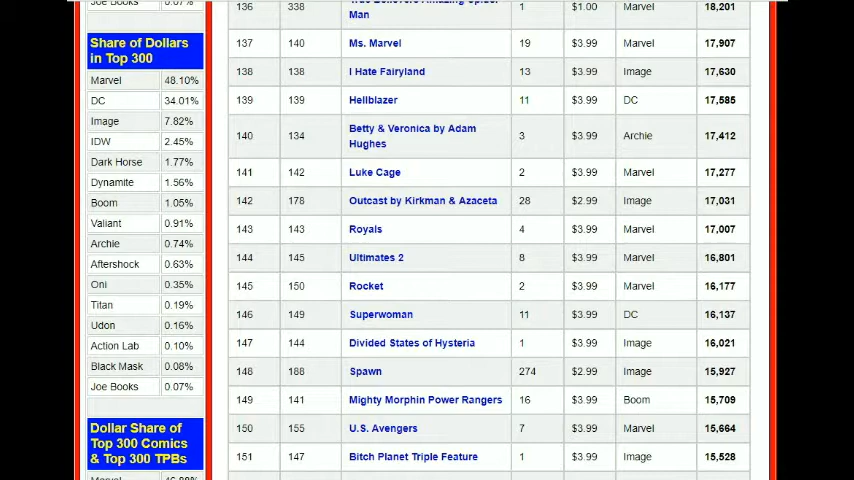 Joe Books 0.07%
Share of Dollars
in Top 300
Marvel 48.10%
DC 34.01%
Image 7.82%
IDW 2.45%
Dark Horse 1.77%
Dynamite 1.56%
Boom 1.05%
Valiant 0.91%
Archie 0.74%
Aftershock 0.63%
Oni 0.35%
Titan 0.19%
Udon 0.16%
Action Lab 0.10%
Black Mask 0.08%
Joe Books 0.07%
Dollar Share of
Top 300 Comics
& Top 300 TPBs
True Believers Amazing Spider-
136 338 Man 1 $1.00 Marvel 18,201
137 140 Ms. Marvel 19 $3.99 Marvel 17,907
138 138 I Hate Fairyland 13 $3.99 Image 17,630
139 139 Hellblazer 11 $3.99 DC 17,585
140 134 Betty & Veronica by Adam 3 $3.99 Archie 17,412
Hughes
141 142 Luke Cage 2 $3.99 Marvel 17,277
142 178 Outcast by Kirkman & Azaceta 28 $2.99 Image 17,031
143 143 Royals 4 $3.99 Marvel 17,007
144 145 Ultimates 2 8 $3.99 Marvel 16,801
145 150 Rocket 2 $3.99 Marvel 16,177
146 149 Superwoman 11 $3.99 DC 16,137
147 144 Divided States of Hysteria 1 $3.99 Image 16,021
148 188 Spawn 274 $2.99 Image 15,927
149 141 Mighty Morphin Power Rangers 16 $3.99 Boom 15,709
150 155 U.S. Avengers 7 $3.99 Marvel 15,664
151 147 Bitch Planet Triple Feature 1 $3.99 Image 15,528